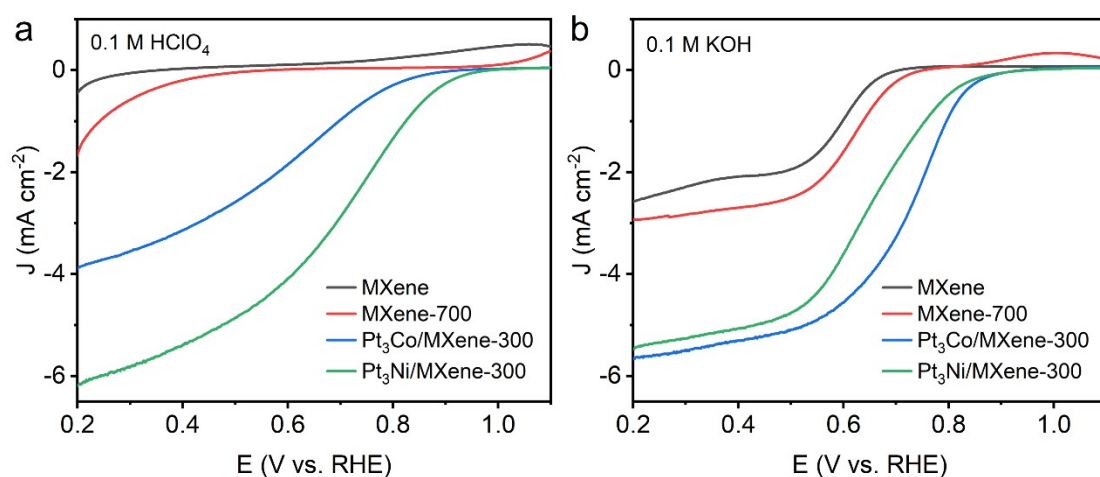 a
0.1 M HClO₄
J (mA cm⁻²)
0
-2
-4
-6
MXene
MXene-700
Pt₃Co/MXene-300
Pt₃Ni/MXene-300
0.2 0.4 0.6 0.8 1.0
E (V vs. RHE)
b
0.1 M KOH
J (mA cm⁻²)
0
-2
-4
-6
MXene
MXene-700
Pt₃Co/MXene-300
Pt₃Ni/MXene-300
0.2 0.4 0.6 0.8 1.0
E (V vs. RHE)